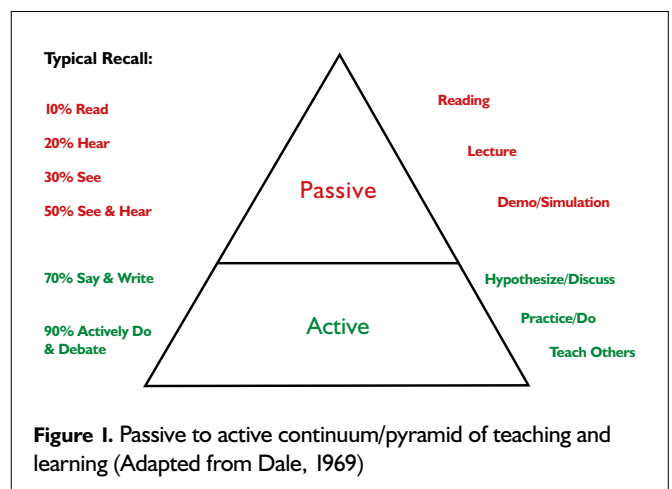 Typical Recall:
10% Read
20% Hear
30% See
50% See & Hear
70% Say & Write
90% Actively Do
& Debate
Passive
Active
Reading
Lecture
Demo/Simulation
Hypothesize/Discuss
Practice/Do
Teach Others
Figure 1. Passive to active continuum/pyramid of teaching and
learning (Adapted from Dale, 1969)